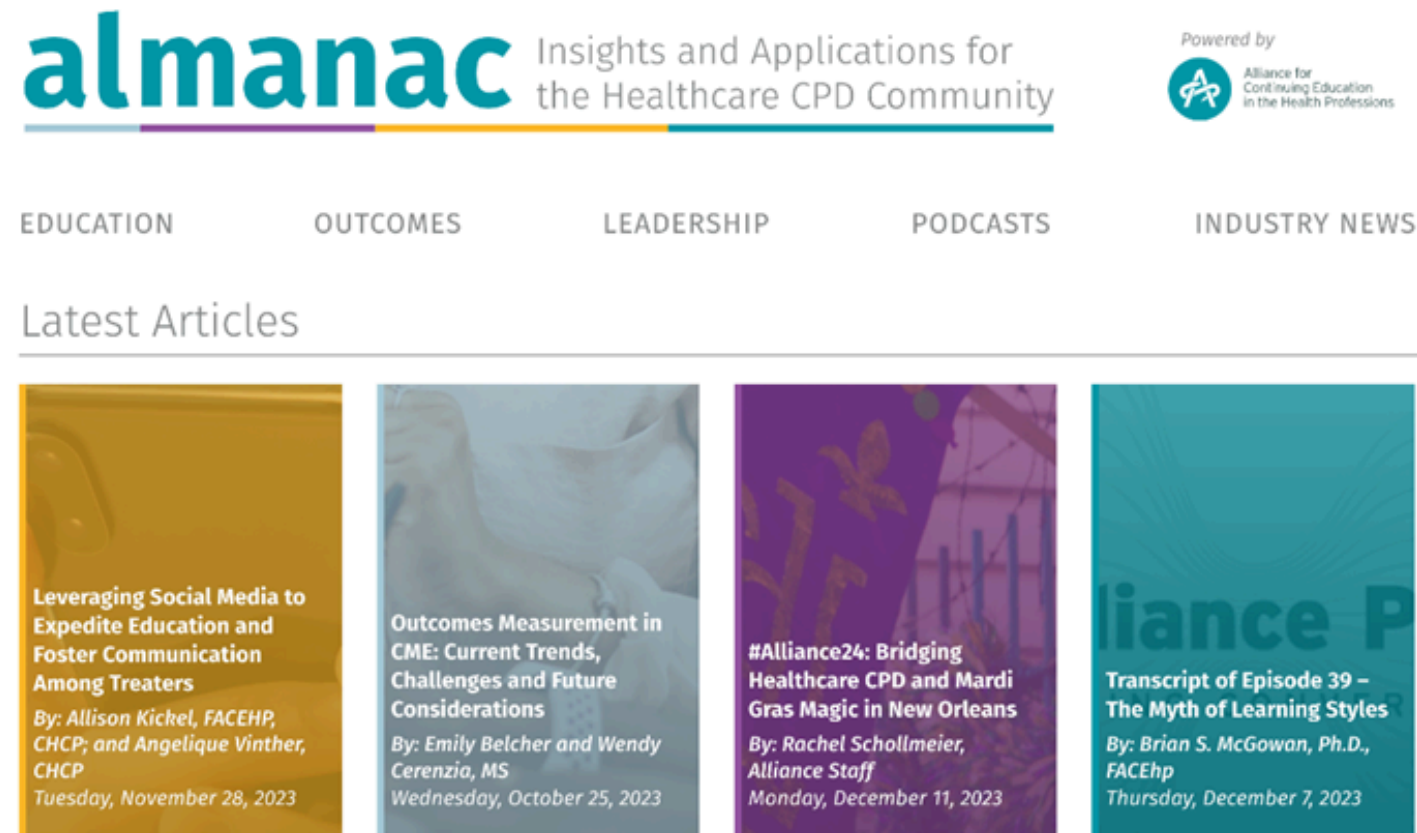 almanac
Insights and Applications for
the Healthcare CPD Community
Powered by
Alliance for
Continuing Education
in the Health Professions
EDUCATION OUTCOMES LEADERSHIP PODCASTS INDUSTRY NEWS
Latest Articles
Leveraging Social Media to
Expedite Education and
Foster Communication
Among Treaters
By: Allison Kickel, FACEHP,
CHCP; and Angelique Vinther,
CHCP
Tuesday, November 28, 2023
Outcomes Measurement in
CME: Current Trends,
Challenges and Future
Considerations
By: Emily Belcher and Wendy
Cerenzia, MS
Wednesday, October 25, 2023
#Alliance24: Bridging
Healthcare CPD and Mardi
Gras Magic in New Orleans
By: Rachel Schollmeier,
Alliance Staff
Monday, December 11, 2023
liance P
Transcript of Episode 39 –
The Myth of Learning Styles
By: Brian S. McGowan, Ph.D.,
FACEhp
Thursday, December 7, 2023